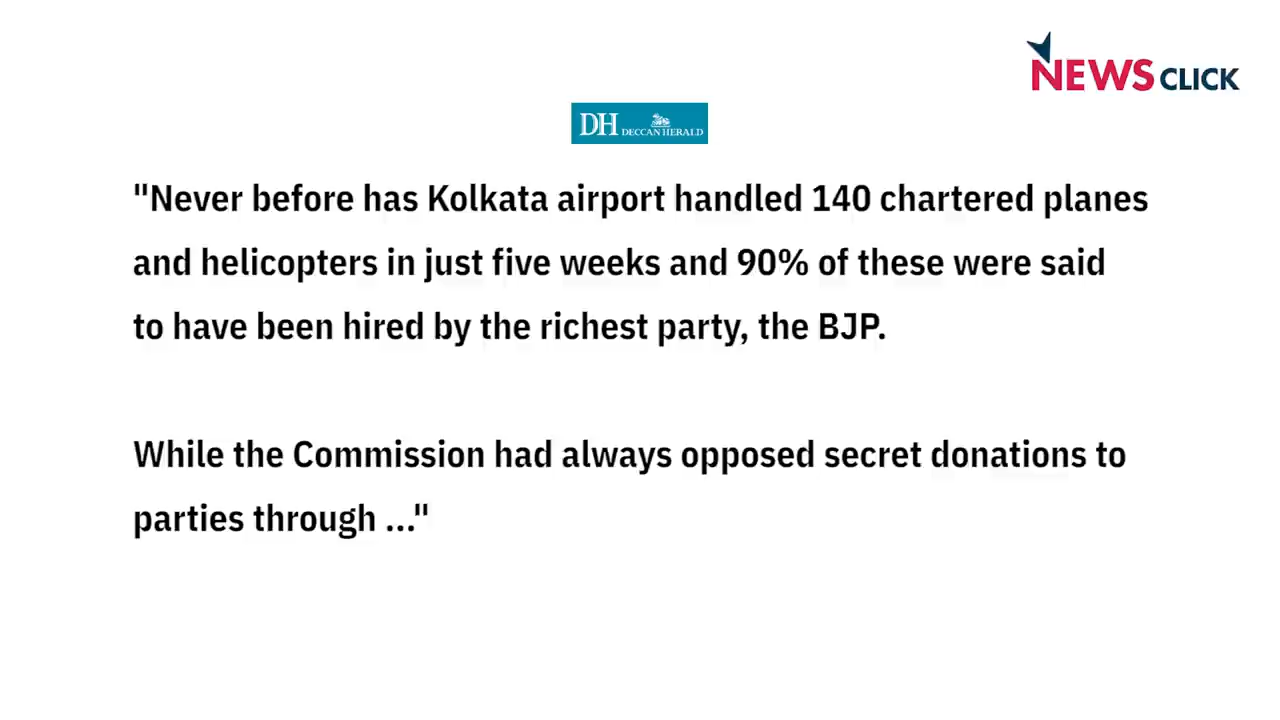 NEWS CLICK
DH DECCAN HERALD
"Never before has Kolkata airport handled 140 chartered planes
and helicopters in just five weeks and 90% of these were said
to have been hired by the richest party, the BJP.
While the Commission had always opposed secret donations to
parties through ..."